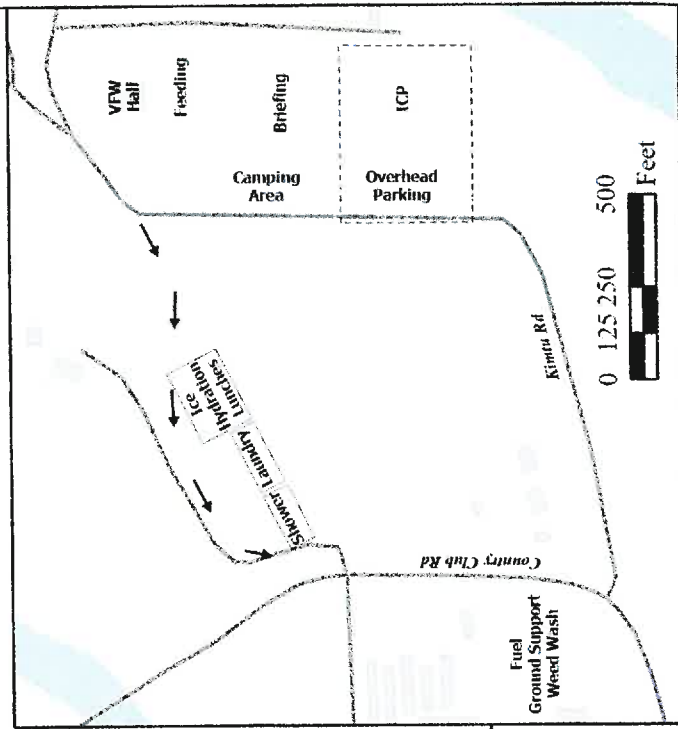 VFW
Hall
Feeding
Briefing
ICP
Camping
Area
Overhead
Parking
Ice
Hydration
Lunches
Laundry
Shower
Kimtu Rd
Country Club Rd
Fuel
Ground Support
Weed Wash
0 125 250 500
Feet